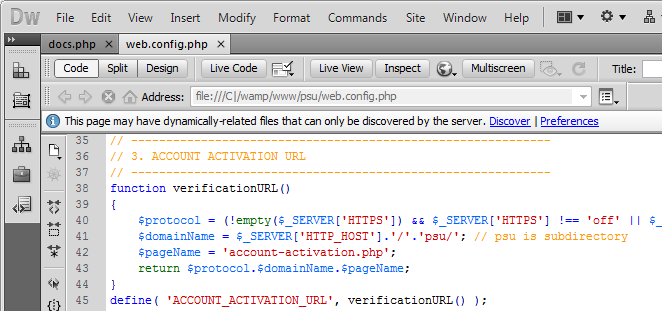 Dw File Edit View Insert Modify Format Commands Site Window Help
docs.php × web.config.php ×
Code Split Design Live Code Live View Inspect Multiscreen Title:
Address: file:///C|/wamp/www/psu/web.config.php
This page may have dynamically-related files that can only be discovered by the server. Discover | Preferences
35 // ------------------------------------------------------------
36 // 3. ACCOUNT ACTIVATION URL
37 // ------------------------------------------------------------
38 function verificationURL()
39 {
40 $protocol = (!empty($_SERVER['HTTPS']) && $_SERVER['HTTPS'] !== 'off' || $_
41 $domainName = $_SERVER['HTTP_HOST'].'/'.'psu/'; // psu is subdirectory
42 $pageName = 'account-activation.php';
43 return $protocol.$domainName.$pageName;
44 }
45 define( 'ACCOUNT_ACTIVATION_URL', verificationURL() );